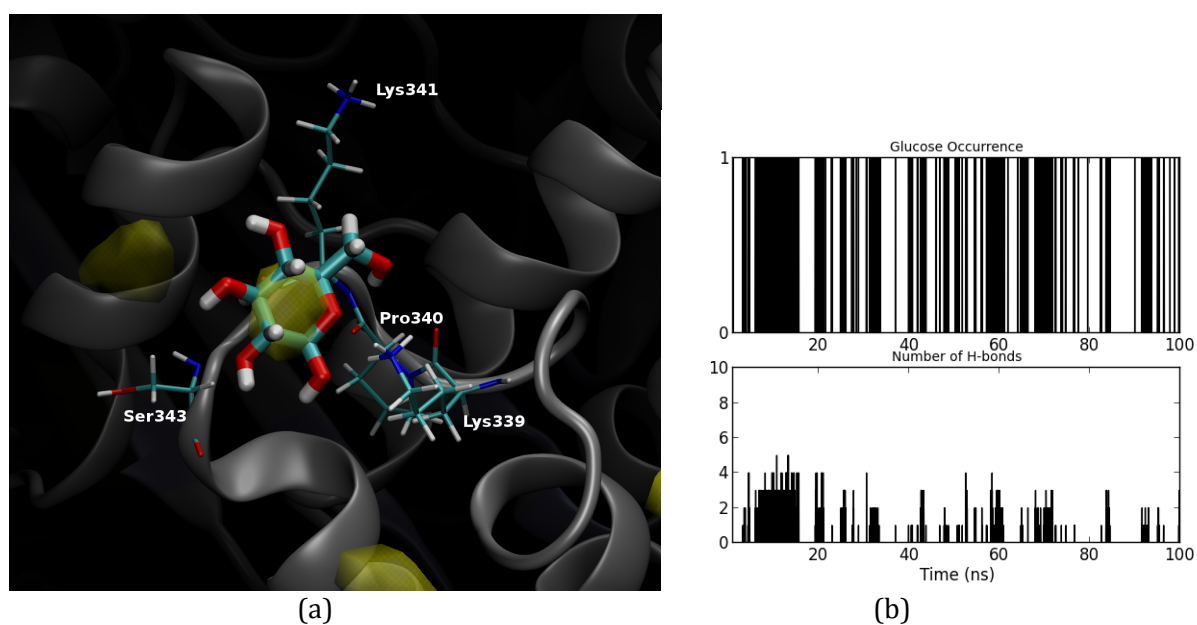 Lys341
Pro340
Ser343
Lys339
Glucose Occurrence
1
0
20 40 60 80 100
Number of H-bonds
10
8
6
4
2
0
20 40 60 80 100
Time (ns)
(a) (b)